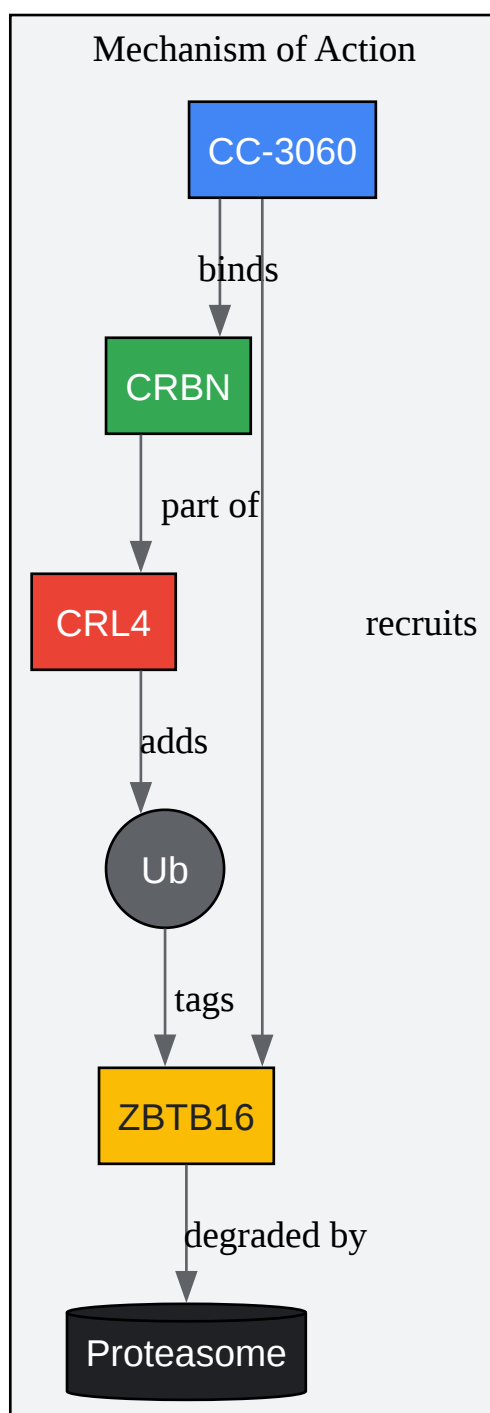 Mechanism of Action
CC-3060
binds
CRBN
part of
CRL4
recruits
adds
Ub
tags
ZBTB16
degraded by
Proteasome